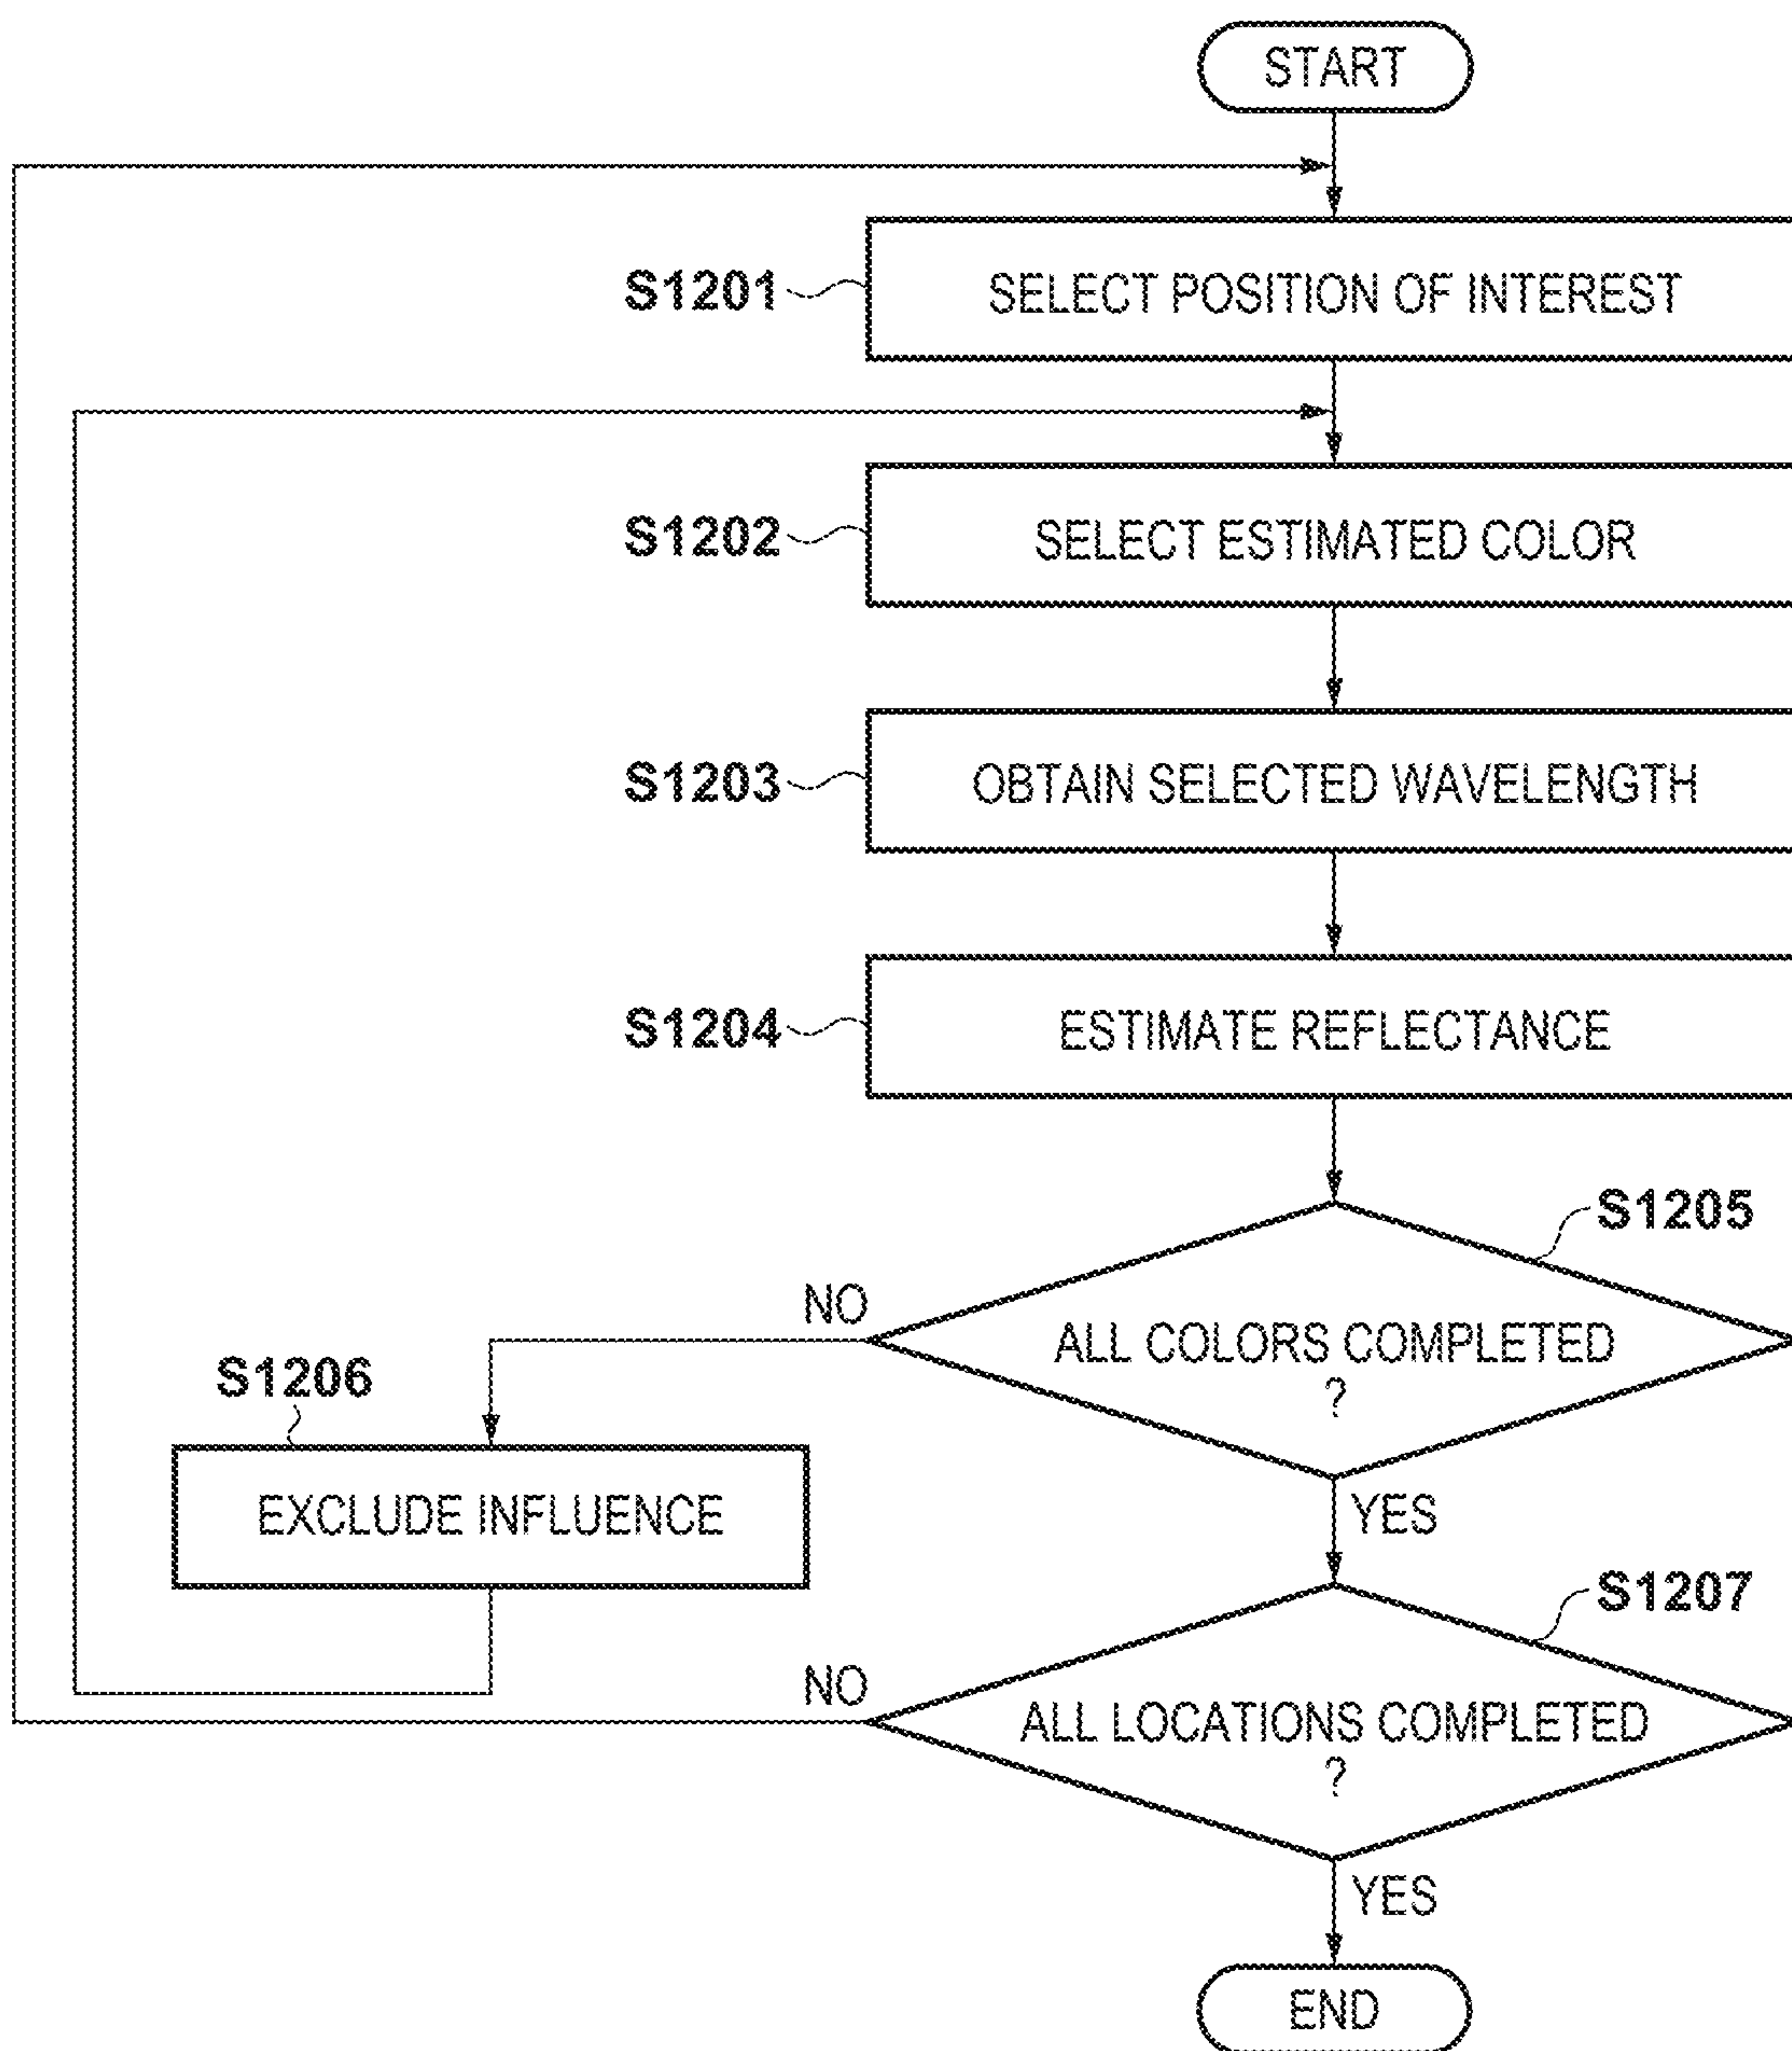 START
S1201
SELECT POSITION OF INTEREST
S1202
SELECT ESTIMATED COLOR
S1203
OBTAIN SELECTED WAVELENGTH
S1204
ESTIMATE REFLECTANCE
S1205
NO
ALL COLORS COMPLETED
?
S1206
EXCLUDE INFLUENCE
YES
S1207
NO
ALL LOCATIONS COMPLETED
?
YES
END